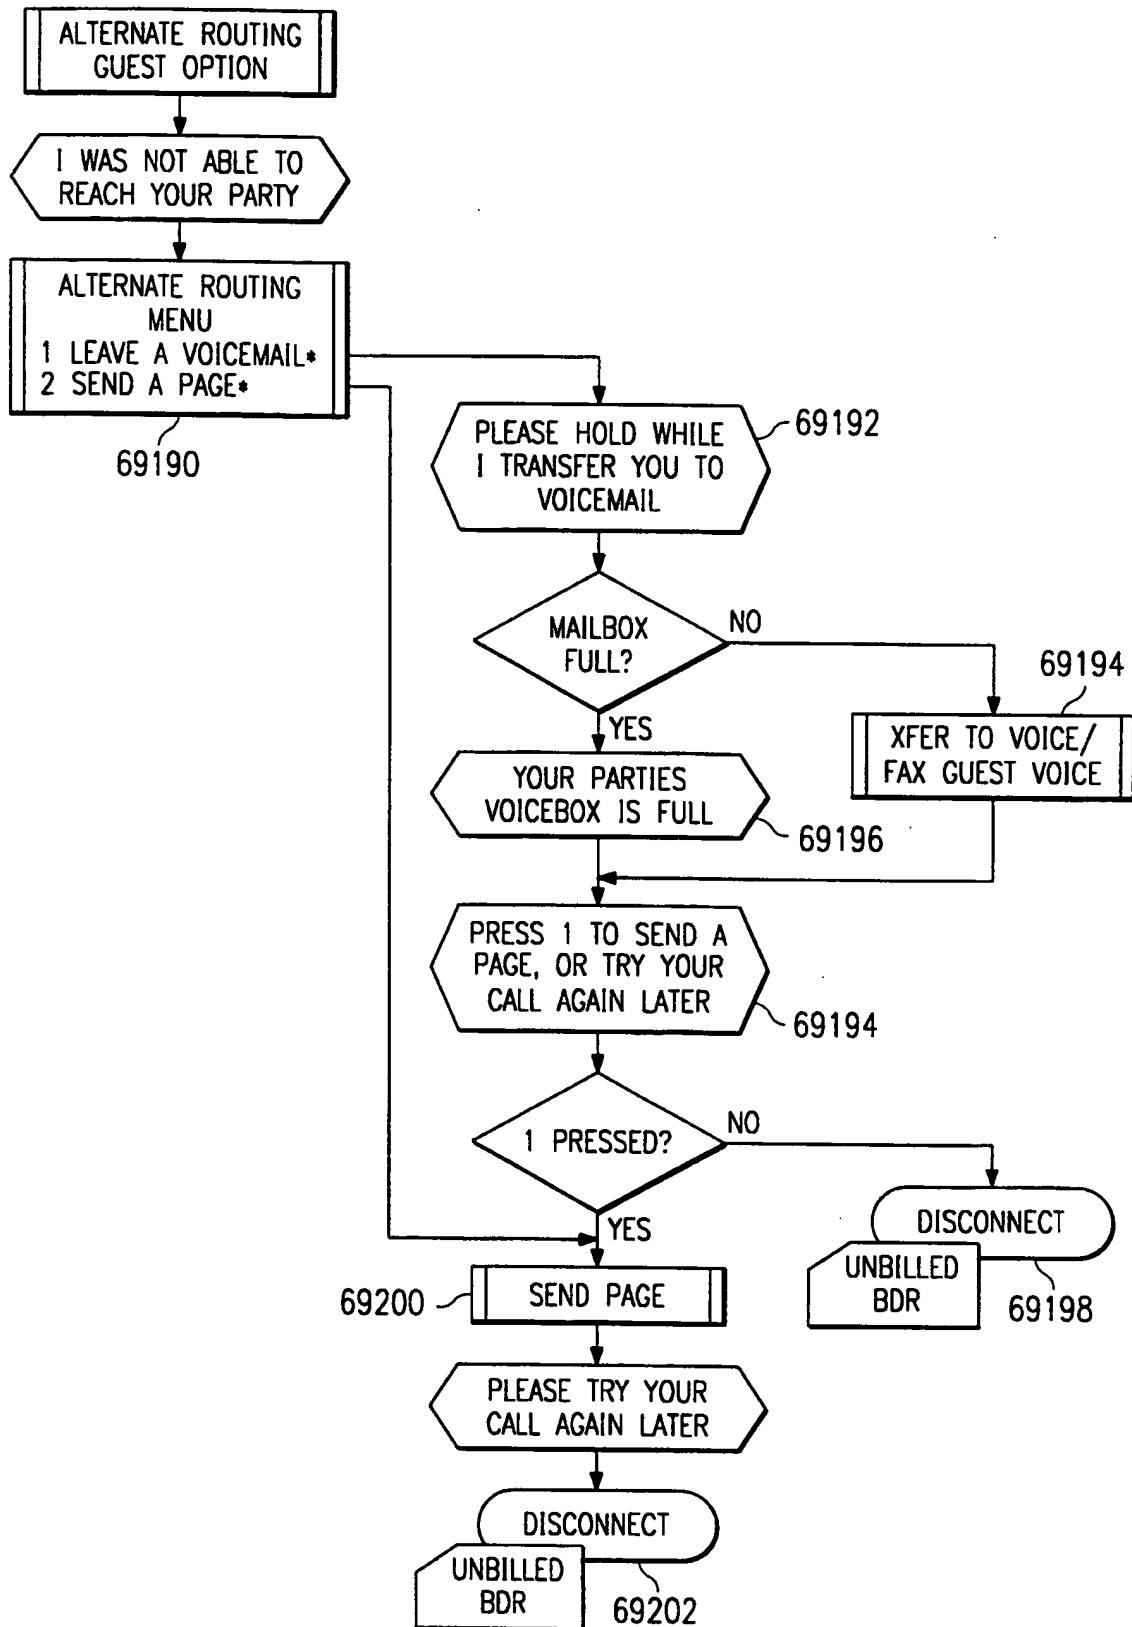 ALTERNATE ROUTING
GUEST OPTION
I WAS NOT ABLE TO
REACH YOUR PARTY
ALTERNATE ROUTING
MENU
1 LEAVE A VOICEMAIL*
2 SEND A PAGE*
69190
PLEASE HOLD WHILE
I TRANSFER YOU TO
VOICEMAIL
69192
MAILBOX
FULL?
NO
YES
69194
XFER TO VOICE/
FAX GUEST VOICE
YOUR PARTIES
VOICEBOX IS FULL
69196
PRESS 1 TO SEND A
PAGE, OR TRY YOUR
CALL AGAIN LATER
69194
1 PRESSED?
NO
YES
DISCONNECT
UNBILLED
BDR
69198
69200
SEND PAGE
PLEASE TRY YOUR
CALL AGAIN LATER
DISCONNECT
UNBILLED
BDR
69202